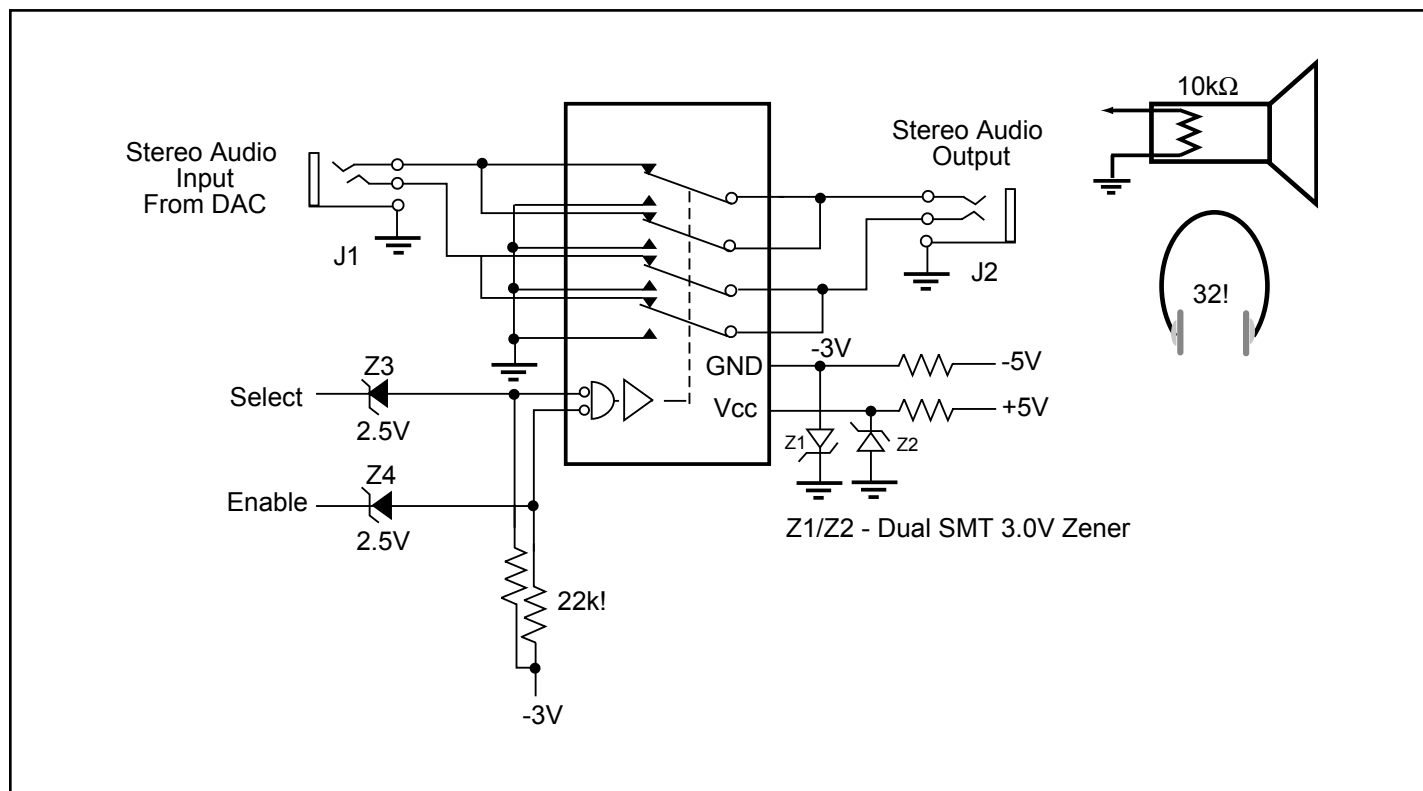 10kΩ
Stereo Audio
Input
From DAC
J1
Stereo Audio
Output
J2
32!
-3V
GND
-5V
Vcc
+5V
Select
Z3
2.5V
Z1
Z2
Enable
Z4
2.5V
Z1/Z2 - Dual SMT 3.0V Zener
22k!
-3V